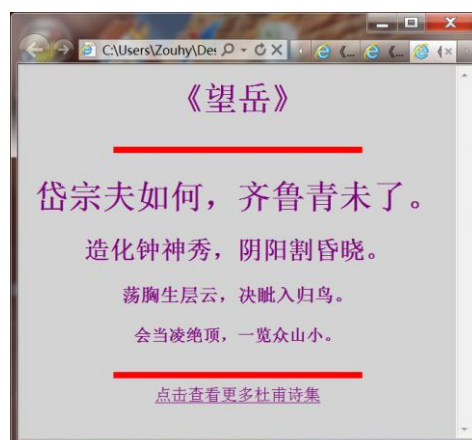 C:\Users\Zouhy\De
《望岳》
岱宗夫如何，齐鲁青未了。
造化钟神秀，阴阳割昏晓。
荡胸生层云，决眦入归鸟。
会当凌绝顶，一览众山小。
点击查看更多杜甫诗集